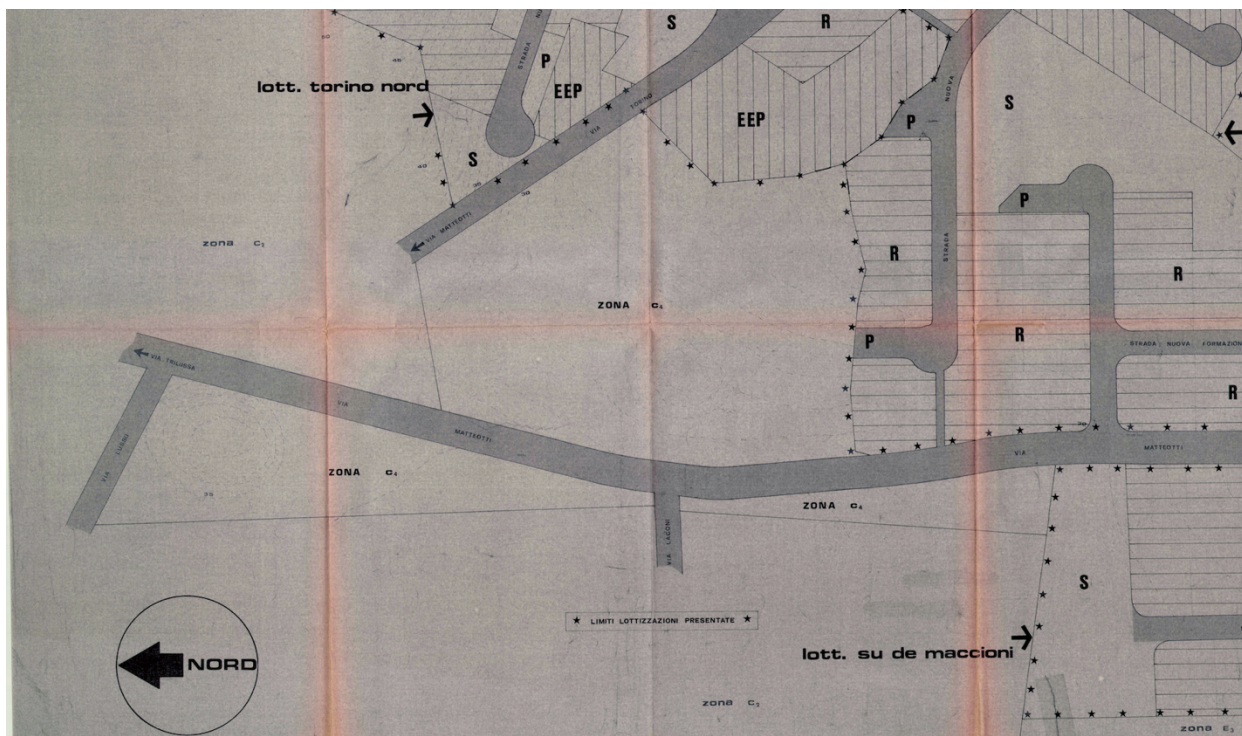 S
R
NUOVA
STRADA
P
EEP
lott. torino nord
VIA TORINO
EEP
P
S
S
VIA MATTEOTTI
P
zona C₃
R
STRADA
R
ZONA C₄
P
R
STRADA NUOVA FORMAZION
VIA TRILUSSA
VIA
MATTEOTTI
R
VIA
MATTEOTTI
ZONA C₄
ZONA C₄
VIA LACONI
S
★ LIMITI LOTTIZZAZIONI PRESENTATE ★
lott. su de maccioni
NORD
zona C₃
zona E₃